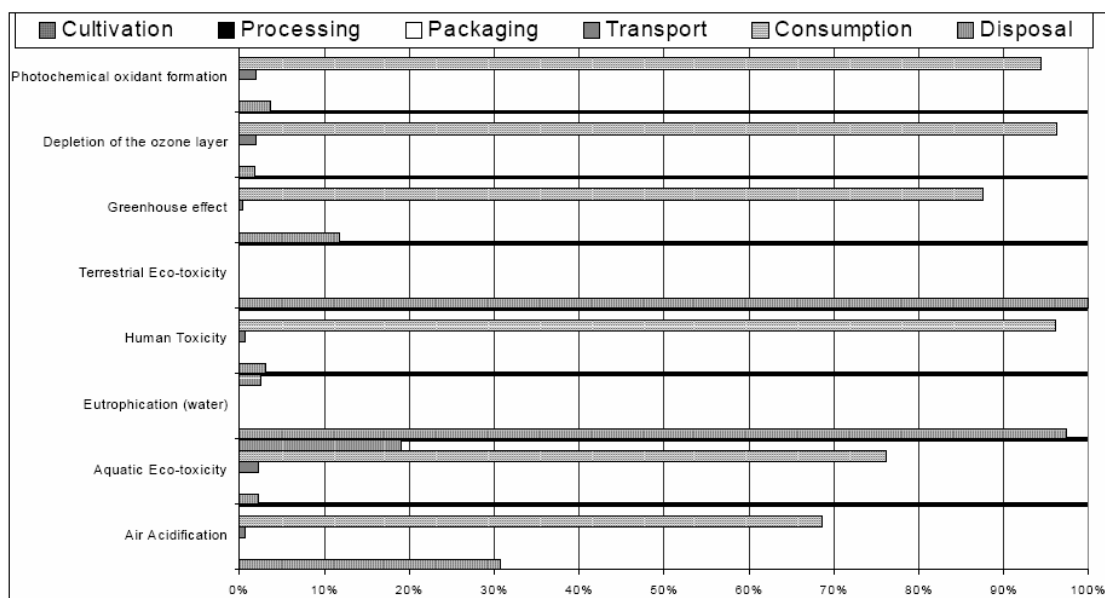 Cultivation Processing Packaging Transport Consumption Disposal
Photochemical oxidant formation
Depletion of the ozone layer
Greenhouse effect
Terrestrial Eco-toxicity
Human Toxicity
Eutrophication (water)
Aquatic Eco-toxicity
Air Acidification
0% 10% 20% 30% 40% 50% 60% 70% 80% 90% 100%